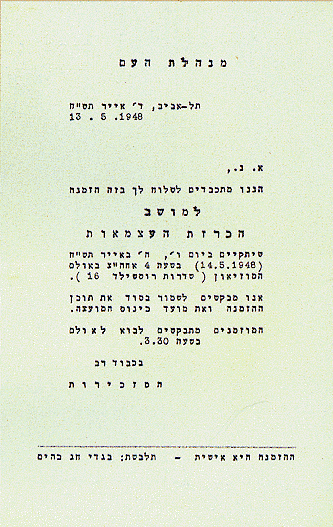 מנהלת העם
תל-אביב, ד' אייר תש"ח
13 . 5 .1948
א. נ.,
הננו מתכבדים לשלוח לך בזה הזמנה
למושב
הכרזת העצמאות
שיתקיים ביום ו', ה' באייר תש"ח
(14.5.1948) בשעה 4 אחה"צ באולם
המוזיאון (שדרות רוטשילד 16).
אנו מבקשים לשמור בסוד את תוכן
ההזמנה ואת מועד כינוס המועצה.
המוזמנים מתבקשים לבוא לאולם
בשעה 3.30.
בכבוד רב
המזכירות
ההזמנה היא אישית - תלבשת: בגדי חג כהים